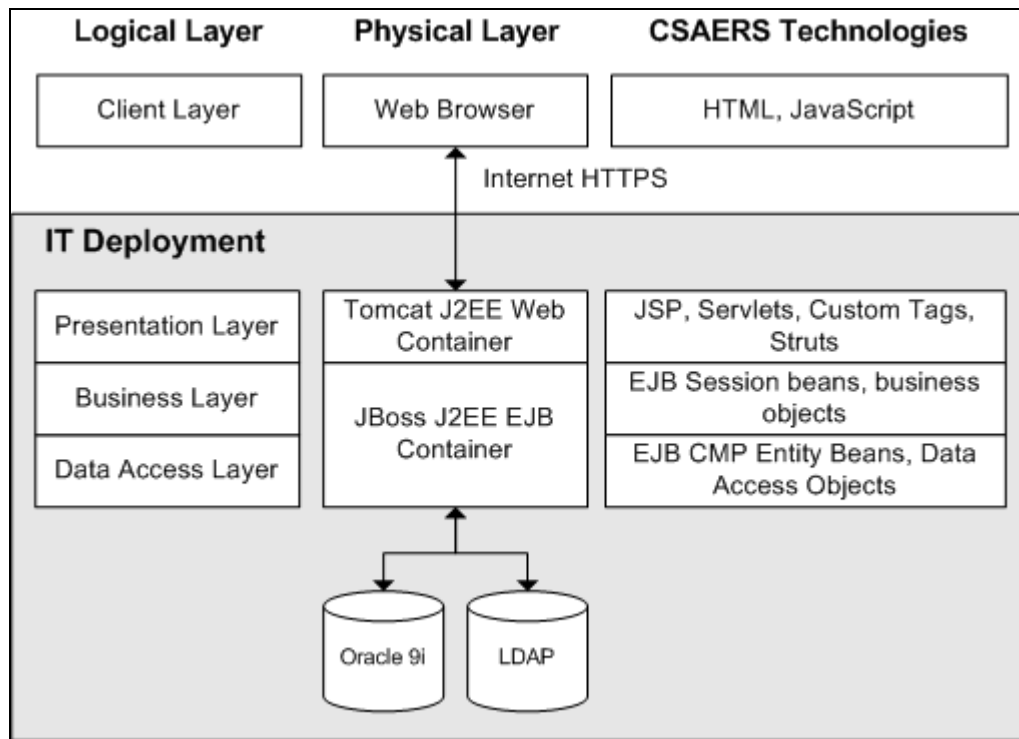 Logical Layer
Physical Layer
CSAERS Technologies
Client Layer
Web Browser
HTML, JavaScript
Internet HTTPS
IT Deployment
Presentation Layer
Tomcat J2EE Web
Container
JSP, Servlets, Custom Tags,
Struts
Business Layer
JBoss J2EE EJB
Container
EJB Session beans, business
objects
Data Access Layer
EJB CMP Entity Beans, Data
Access Objects
Oracle 9i
LDAP